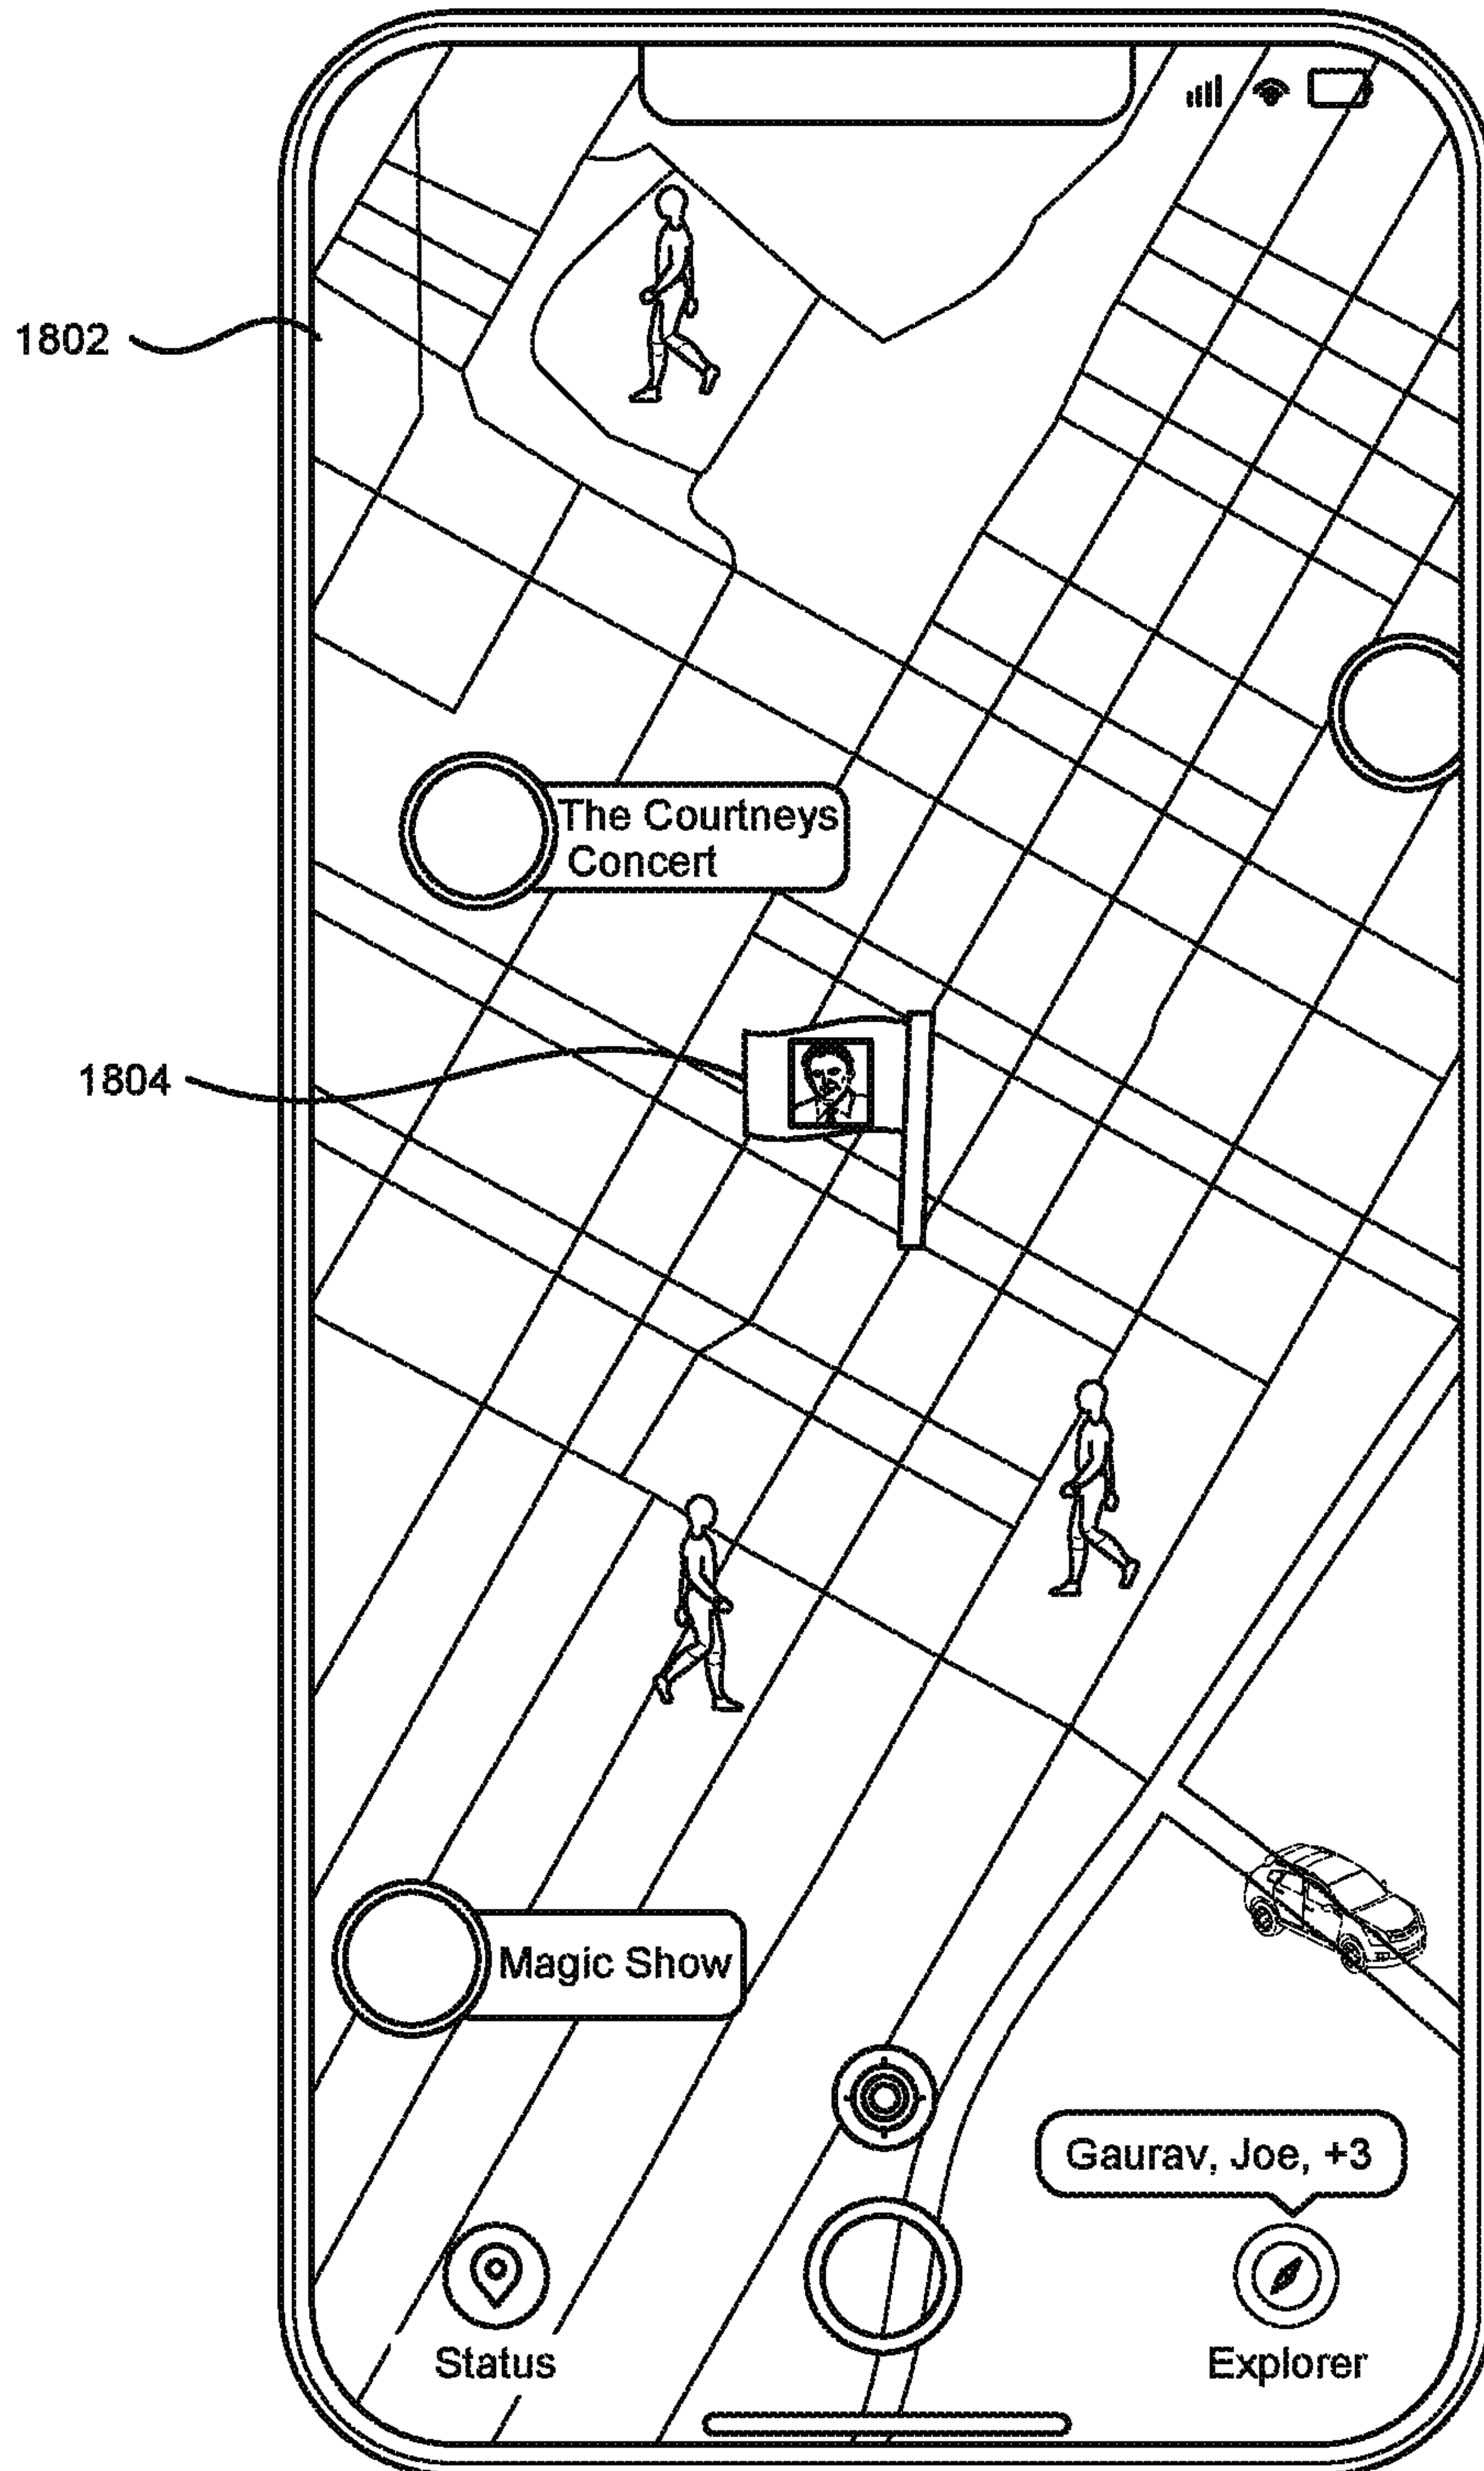 1802
The Courtneys
Concert
1804
Magic Show
Gaurav, Joe, +3
Status
Explorer